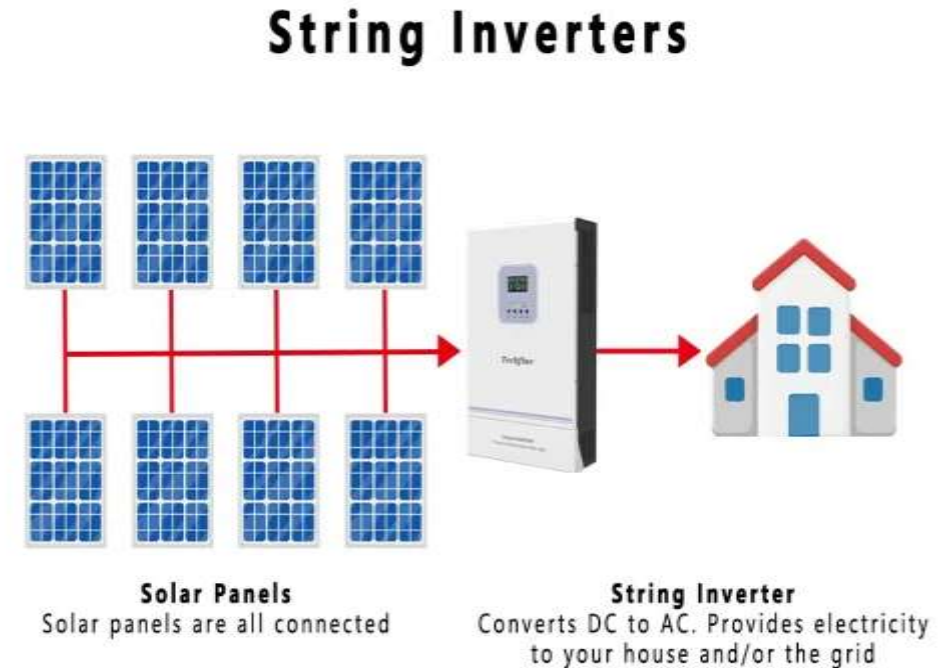 String Inverters
Solar Panels
Solar panels are all connected
String Inverter
Converts DC to AC. Provides electricity
to your house and/or the grid